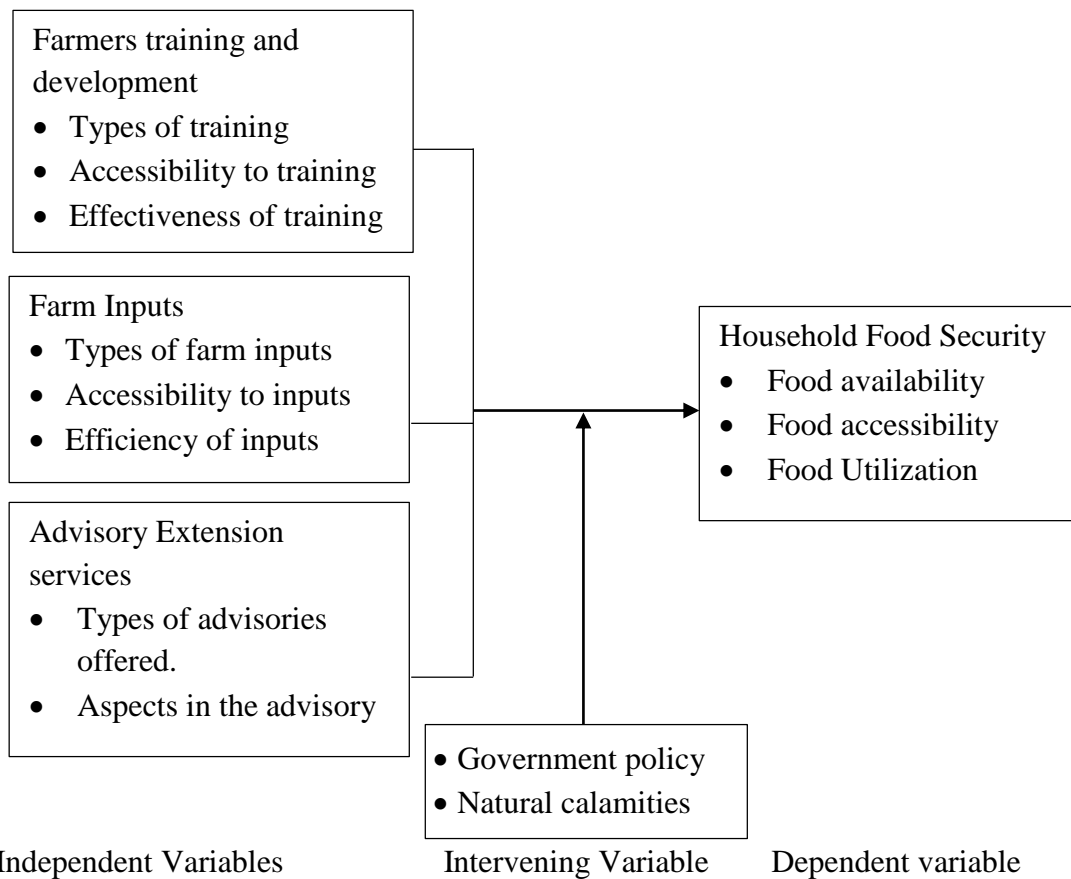 Farmers training and
development
• Types of training
• Accessibility to training
• Effectiveness of training
Farm Inputs
• Types of farm inputs
• Accessibility to inputs
• Efficiency of inputs
Advisory Extension
services
• Types of advisories
offered.
• Aspects in the advisory
Household Food Security
• Food availability
• Food accessibility
• Food Utilization
• Government policy
• Natural calamities
Independent Variables
Intervening Variable
Dependent variable